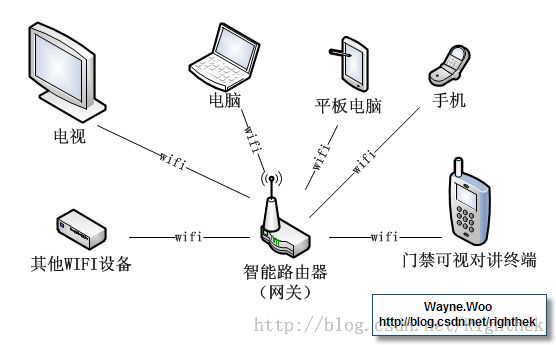 电视
电脑
平板电脑
手机
wifi
wifi
wifi
wifi
其他WIFI设备
wifi
智能路由器
（网关）
wifi
门禁可视对讲终端
Wayne.Woo
http://blog.csdn.net/righthek
http://blog.csdn.net/Righthek